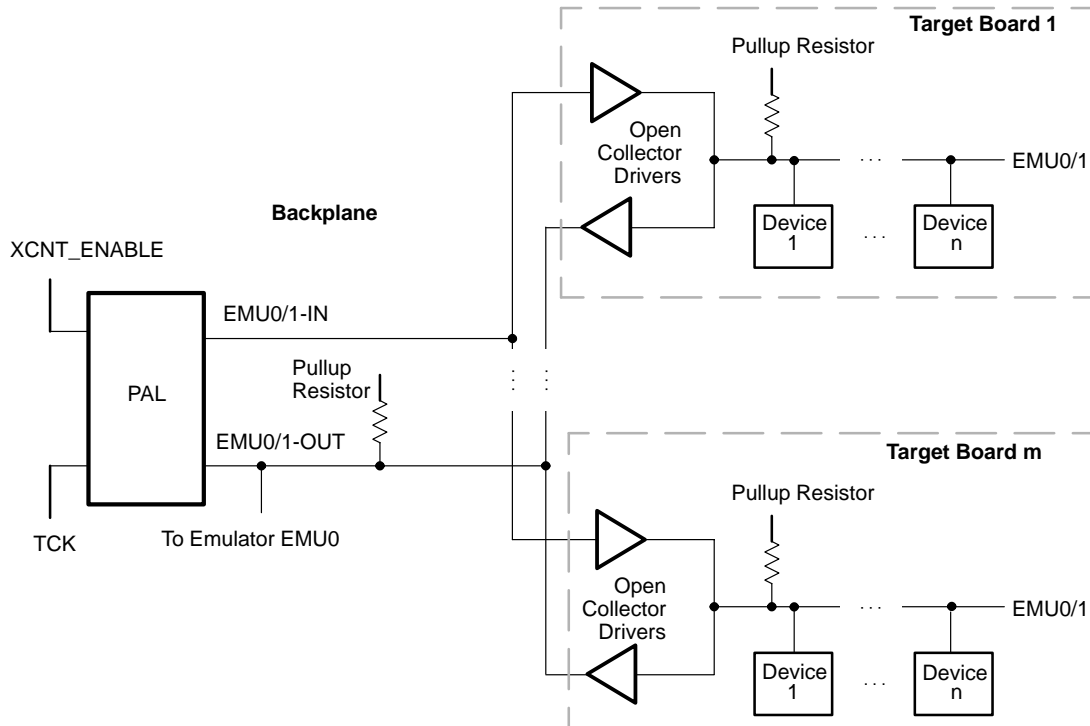 Target Board 1
Pullup Resistor
Open
Collector
Drivers
EMU0/1
Device
1
. . .
Device
n
. . .
Backplane
XCNT_ENABLE
EMU0/1-IN
PAL
Pullup
Resistor
EMU0/1-OUT
TCK
To Emulator EMU0
Target Board m
Pullup Resistor
Open
Collector
Drivers
EMU0/1
Device
1
. . .
Device
n
. . .